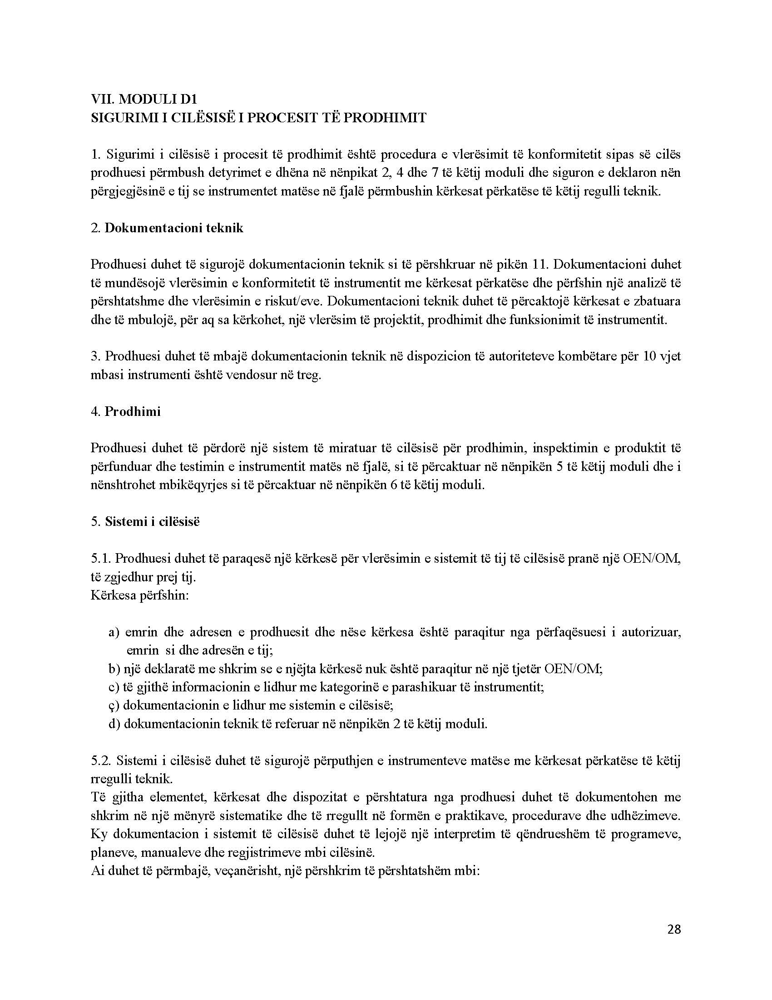 VII. MODULI D1
SIGURIMI I CILËSISË I PROCESIT TË PRODHIMIT
1. Sigurimi i cilësisë i procesit të prodhimit është procedura e vlerësimit të konformitetit sipas së cilës
prodhuesi përmbush detyrimet e dhëna në nënpikat 2, 4 dhe 7 të këtij moduli dhe siguron e deklaron nën
përgjegjësinë e tij se instrumentet matëse në fjalë përmbushin kërkesat përkatëse të këtij regulli teknik.
2. Dokumentacioni teknik
Prodhuesi duhet të sigurojë dokumentacionin teknik si të përshkruar në pikën 11. Dokumentacioni duhet
të mundësojë vlerësimin e konformitetit të instrumentit me kërkesat përkatëse dhe përfshin një analizë të
përshtatshme dhe vlerësimin e riskut/eve. Dokumentacioni teknik duhet të përcaktojë kërkesat e zbatuara
dhe të mbulojë, për aq sa kërkohet, një vlerësim të projektit, prodhimit dhe funksionimit të instrumentit.
3. Prodhuesi duhet të mbajë dokumentacionin teknik në dispozicion të autoriteteve kombëtare për 10 vjet
mbasi instrumenti është vendosur në treg.
4. Prodhimi
Prodhuesi duhet të përdorë një sistem të miratuar të cilësisë për prodhimin, inspektimin e produktit të
përfunduar dhe testimin e instrumentit matës në fjalë, si të përcaktuar në nënpikën 5 të këtij moduli dhe i
nënshtrohet mbikëqyrjes si të përcaktuar në nënpikën 6 të këtij moduli.
5. Sistemi i cilësisë
5.1. Prodhuesi duhet të paraqesë një kërkesë për vlerësimin e sistemit të tij të cilësisë pranë një OEN/OM,
të zgjedhur prej tij.
Kërkesa përfshin:
a) emrin dhe adresen e prodhuesit dhe nëse kërkesa është paraqitur nga përfaqësuesi i autorizuar,
emrin si dhe adresën e tij;
b) një deklaratë me shkrim se e njëjta kërkesë nuk është paraqitur në një tjetër OEN/OM;
c) të gjithë informacionin e lidhur me kategorinë e parashikuar të instrumentit;
ç) dokumentacionin e lidhur me sistemin e cilësisë;
d) dokumentacionin teknik të referuar në nënpikën 2 të këtij moduli.
5.2. Sistemi i cilësisë duhet të sigurojë përputhjen e instrumenteve matëse me kërkesat përkatëse të këtij
rregulli teknik.
Të gjitha elementet, kërkesat dhe dispozitat e përshtatura nga prodhuesi duhet të dokumentohen me
shkrim në një mënyrë sistematike dhe të rregullt në formën e praktikave, procedurave dhe udhëzimeve.
Ky dokumentacion i sistemit të cilësisë duhet të lejojë një interpretim të qëndrueshëm të programeve,
planeve, manualeve dhe regjistrimeve mbi cilësinë.
Ai duhet të përmbajë, veçanërisht, një përshkrim të përshtatshëm mbi:
28